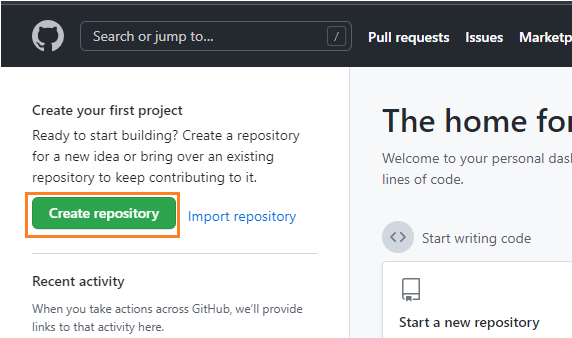 Search or jump to...
/
Pull requests
Issues
Marketp
Create your first project
Ready to start building? Create a repository
for a new idea or bring over an existing
repository to keep contributing to it.
Create repository
Import repository
Recent activity
When you take actions across GitHub, we'll provide
links to that activity here.
The home for
Welcome to your personal dash
lines of code.
<> Start writing code
Start a new repository